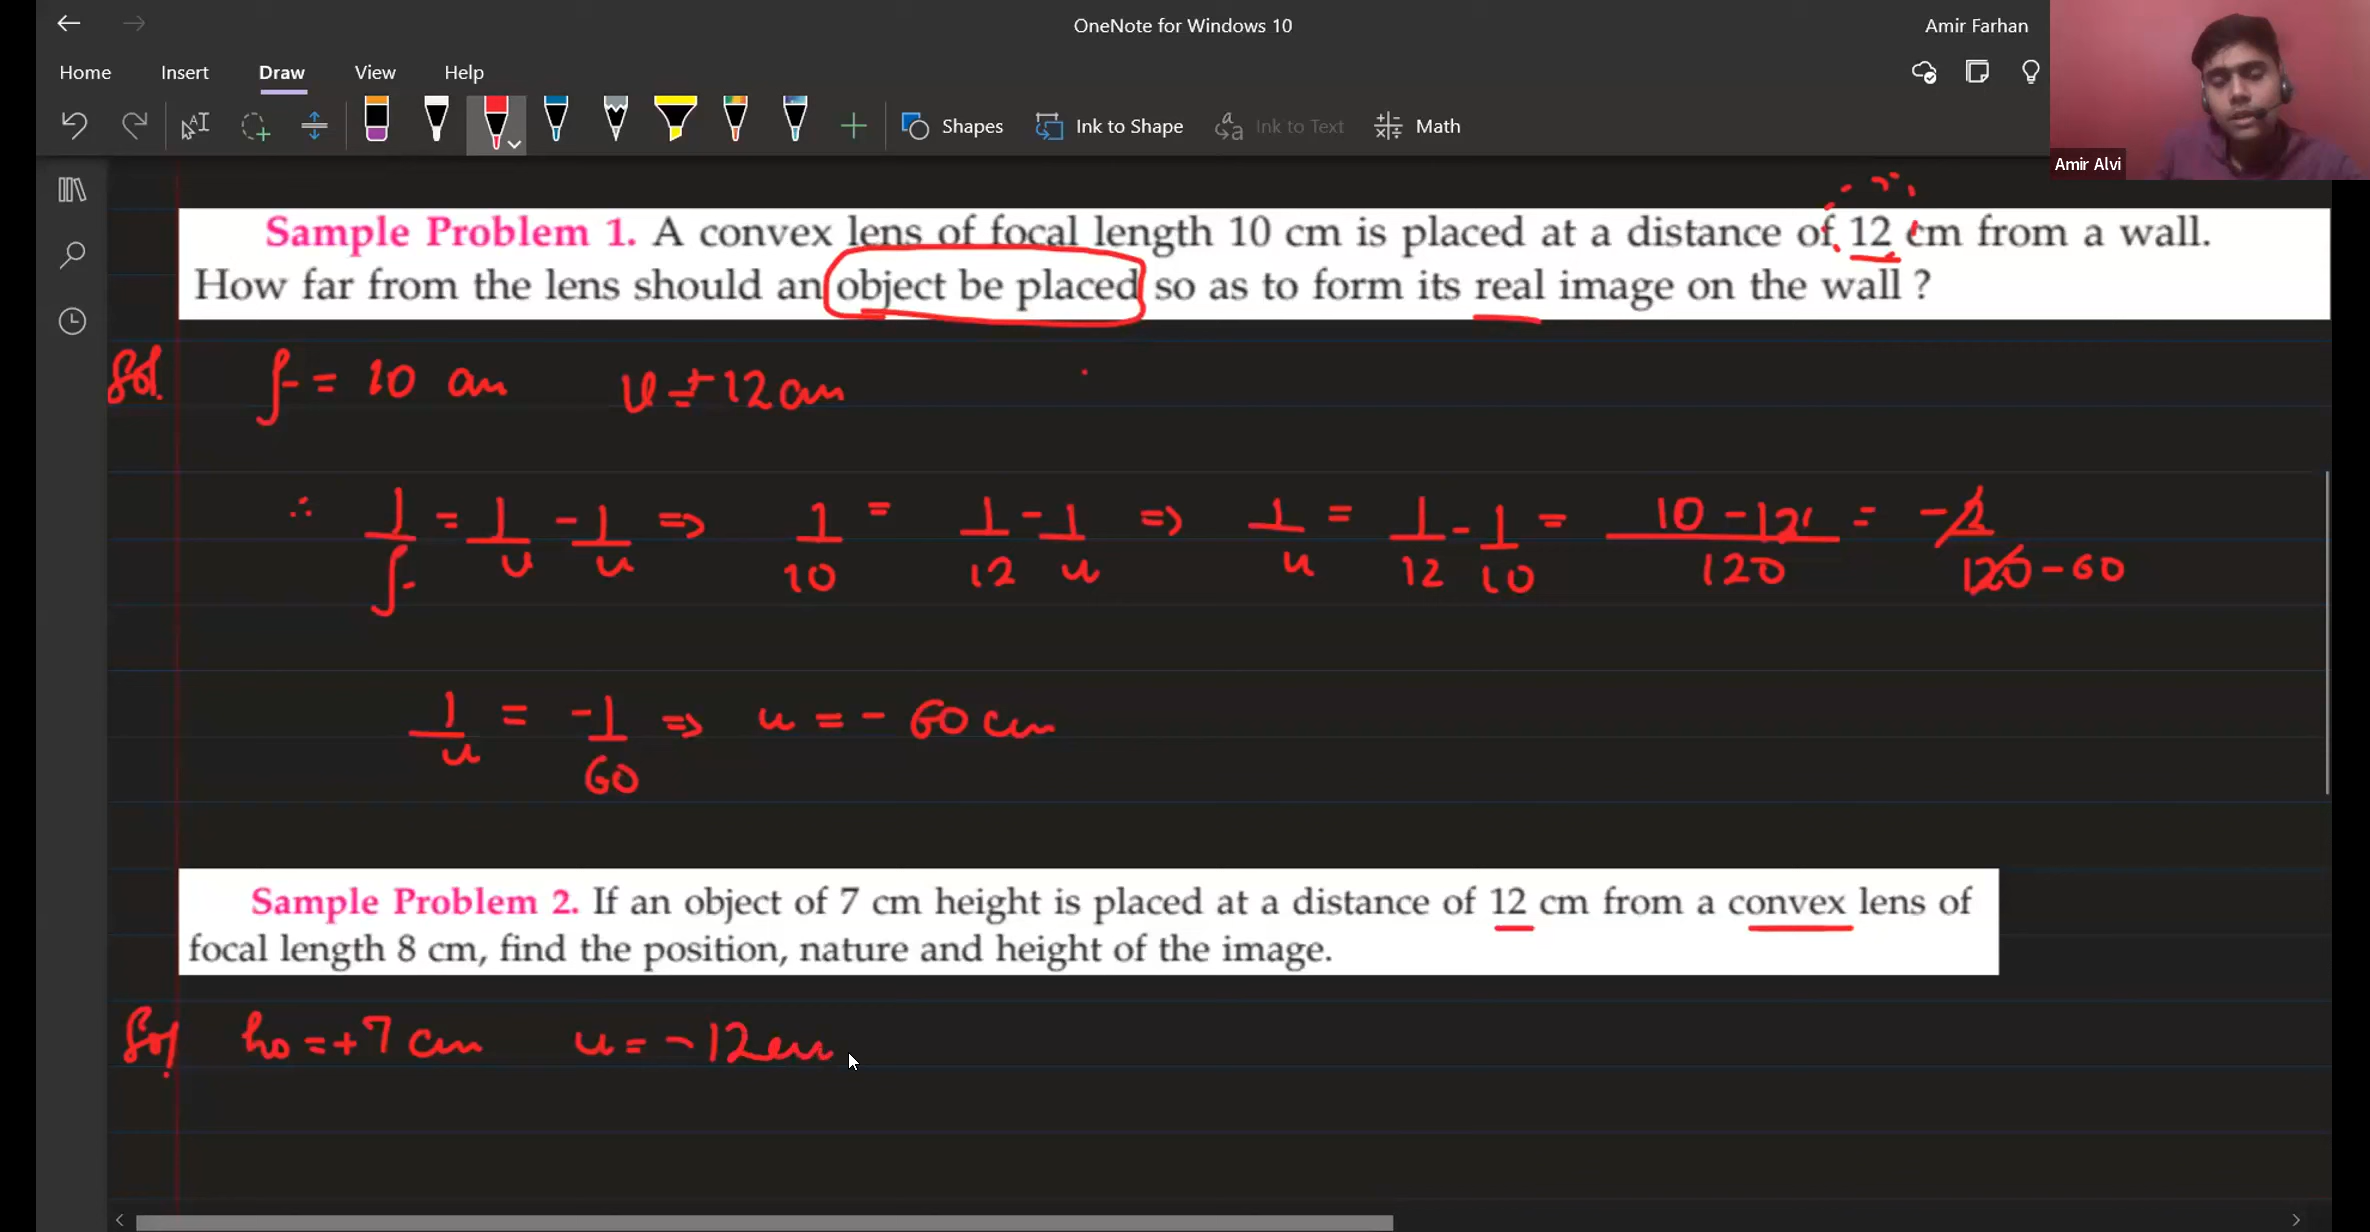 OneNote for Windows 10
Amir Farhan
Home Insert Draw View Help
Shapes Ink to Shape Ink to Text Math
Amir Alvi
Sample Problem 1. A convex lens of focal length 10 cm is placed at a distance of 12 cm from a wall.
How far from the lens should an object be placed so as to form its real image on the wall ?
Sol. f = 10 cm v = +12 cm
∴ 1/f = 1/u - 1/u ⇒ 1/10 = 1/12 - 1/u ⇒ 1/u = 1/12 - 1/10 = 10 - 12/120 = -2/120 - 60
1/u = -1/60 ⇒ u = - 60 cm
Sample Problem 2. If an object of 7 cm height is placed at a distance of 12 cm from a convex lens of
focal length 8 cm, find the position, nature and height of the image.
Sol ho = +7 cm u = - 12 cm